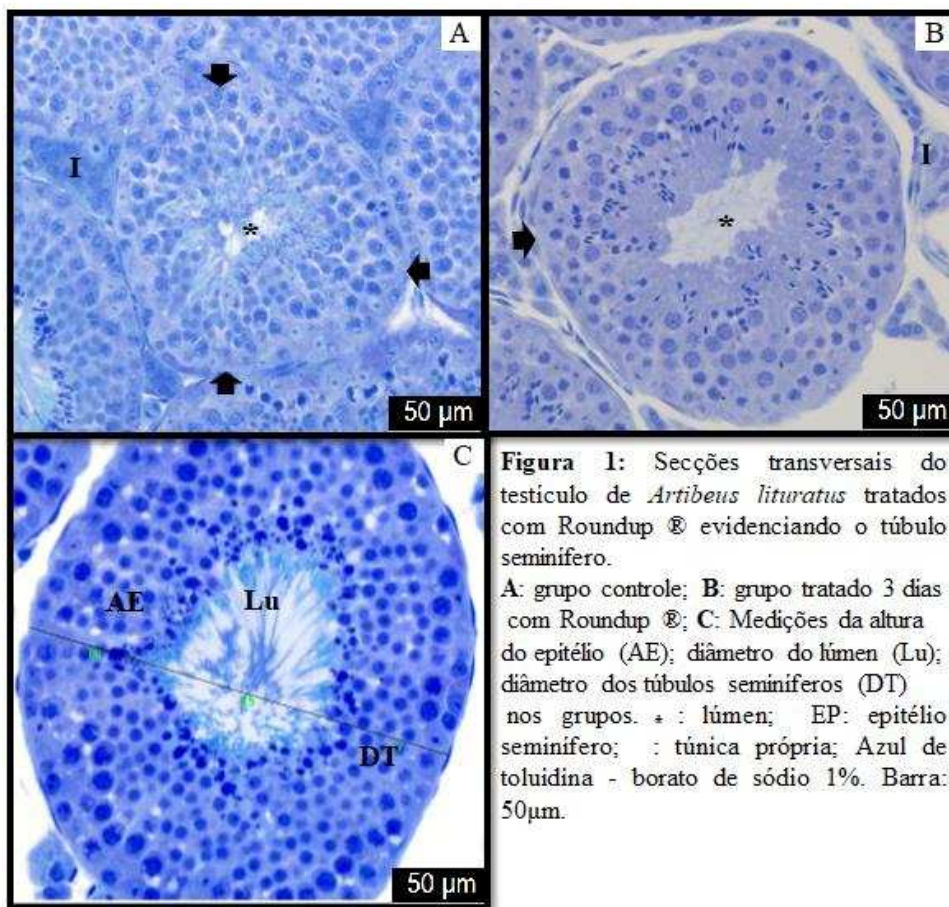 A
I
*
50 µm
B
I
*
50 µm
C
AE
Lu
DT
50 µm
Figura 1: Secções transversais do
testículo de Artibeus lituratus tratados
com Roundup ® evidenciando o túbulo
seminífero.
A: grupo controle; B: grupo tratado 3 dias
com Roundup ®; C: Medições da altura
do epitélio (AE); diâmetro do lúmen (Lu);
diâmetro dos túbulos seminíferos (DT)
nos grupos. * : lúmen; EP: epitélio
seminífero; : túnica própria; Azul de
toluidina - borato de sódio 1%. Barra:
50µm.